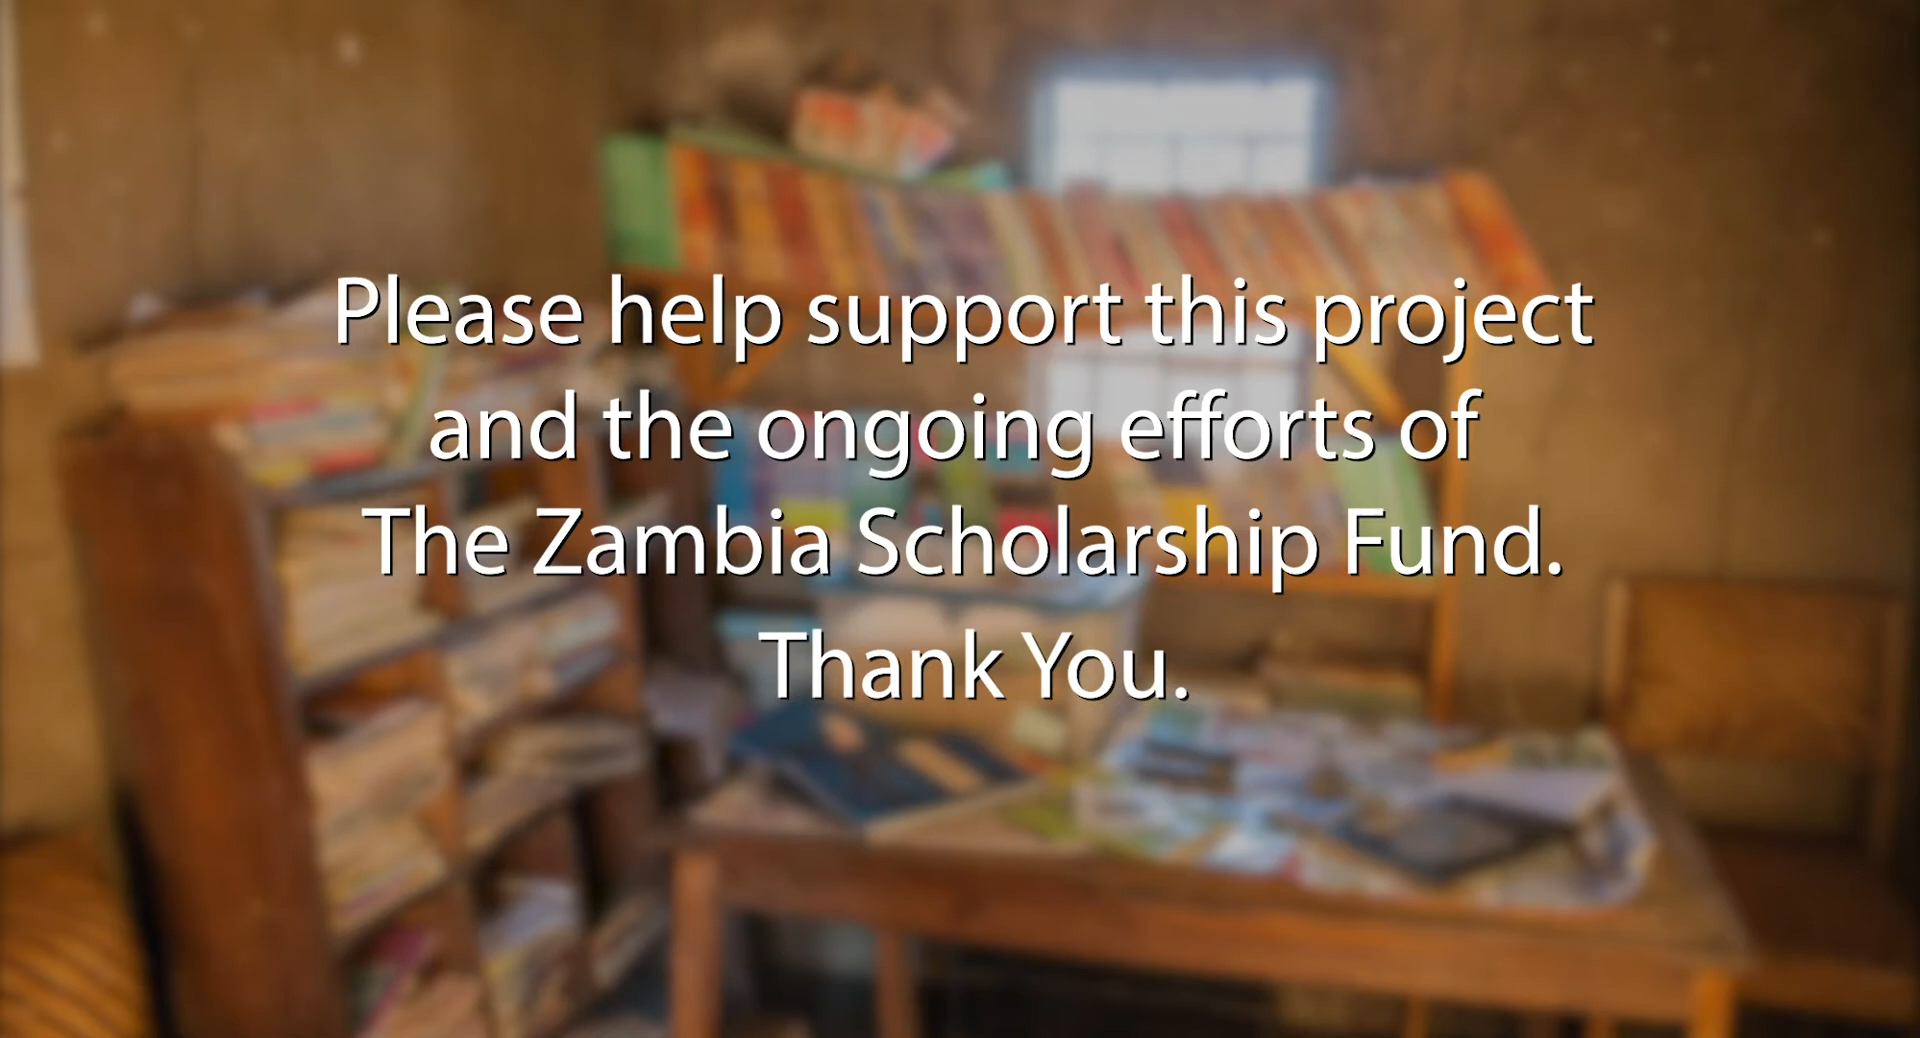 Please help support this project
and the ongoing efforts of
The Zambia Scholarship Fund.
Thank You.